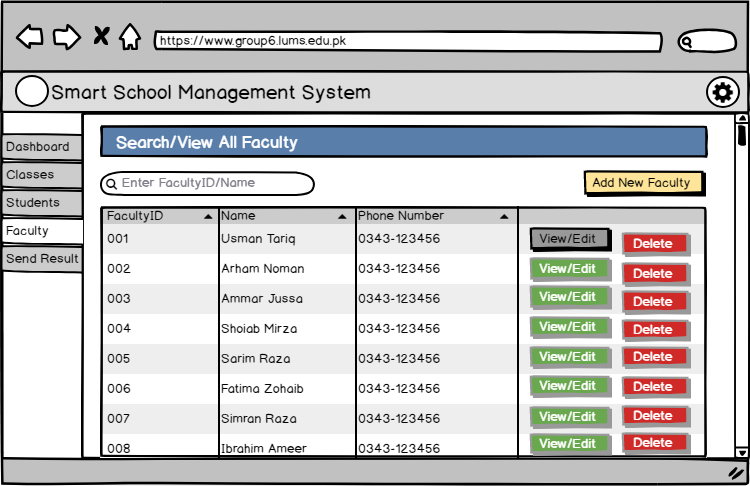 https://www.group6.lums.edu.pk
Smart School Management System
Dashboard
Classes
Students
Faculty
Send Result
Search/View All Faculty
Enter FacultyID/Name
Add New Faculty
FacultyID Name Phone Number
001 Usman Tariq 0343-123456 View/Edit Delete
002 Arham Noman 0343-123456 View/Edit Delete
003 Ammar Jussa 0343-123456 View/Edit Delete
004 Shoiab Mirza 0343-123456 View/Edit Delete
005 Sarim Raza 0343-123456 View/Edit Delete
006 Fatima Zohaib 0343-123456 View/Edit Delete
007 Simran Raza 0343-123456 View/Edit Delete
008 Ibrahim Ameer 0343-123456 View/Edit Delete